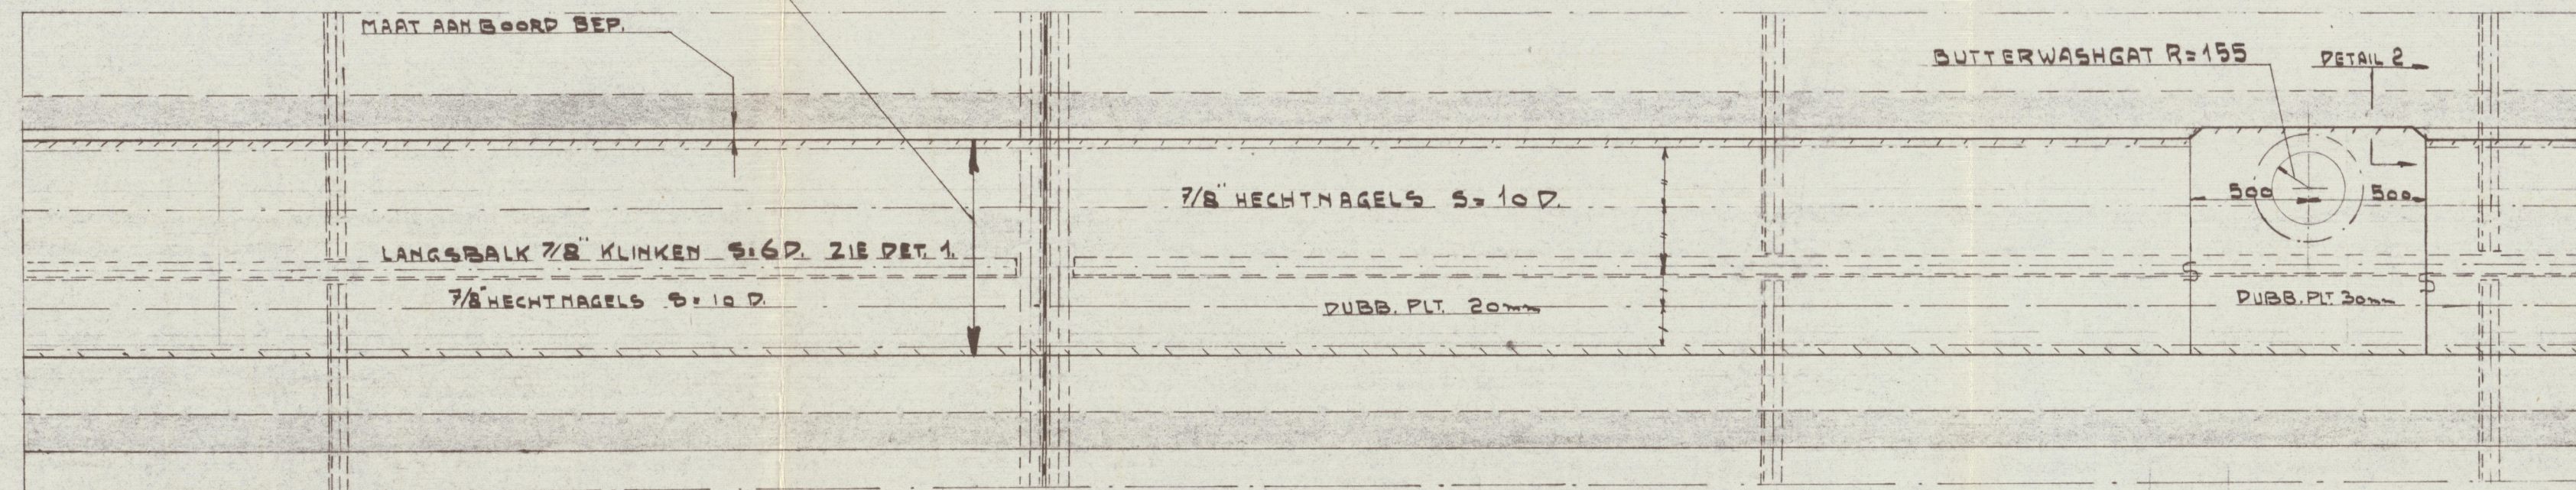 MAAT AAN BOORD BEP.
BUTTERWASHGAT R=155
DETAIL 2
7/8" HECHTNAGELS S=10 D.
500 500
LANGSBALK 7/8" KLINKEN S=6D. ZIE DET. 1.
7/8" HECHTNAGELS S=10 D.
DUBB. PLT. 20mm
DUBB. PLT. 30mm